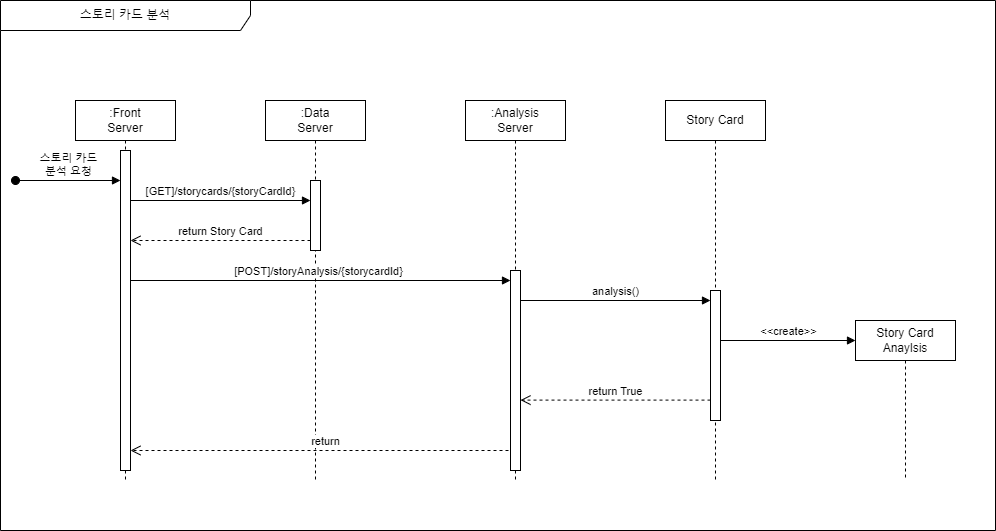 스토리 카드 분석
:Front
Server
:Data
Server
:Analysis
Server
Story Card
스토리 카드
분석 요청
[GET]/storycards/{storyCardId}
return Story Card
[POST]/storyAnalysis/{storycardId}
analysis()
<<create>>
Story Card
Anaylsis
return True
return